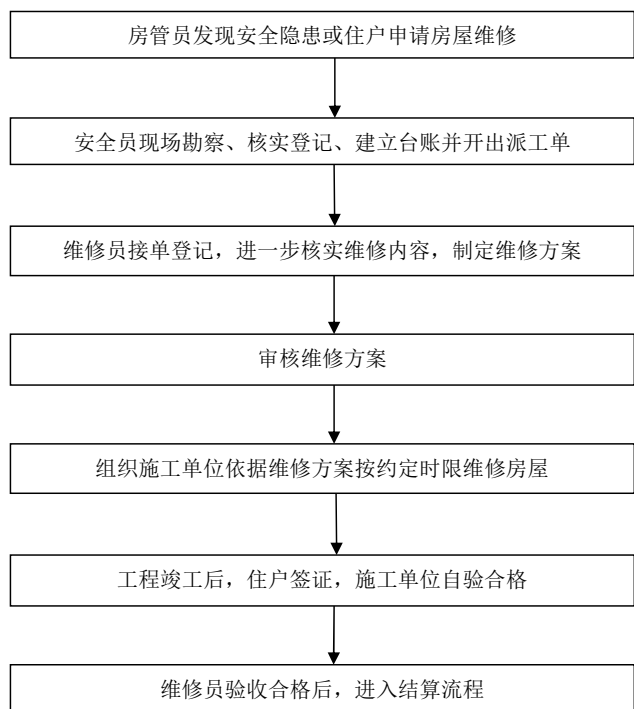 房管员发现安全隐患或住户申请房屋维修
安全员现场勘察、核实登记、建立台账并开出派工单
维修员接单登记，进一步核实维修内容，制定维修方案
审核维修方案
组织施工单位依据维修方案按约定时限维修房屋
工程竣工后，住户签证，施工单位自验合格
维修员验收合格后，进入结算流程